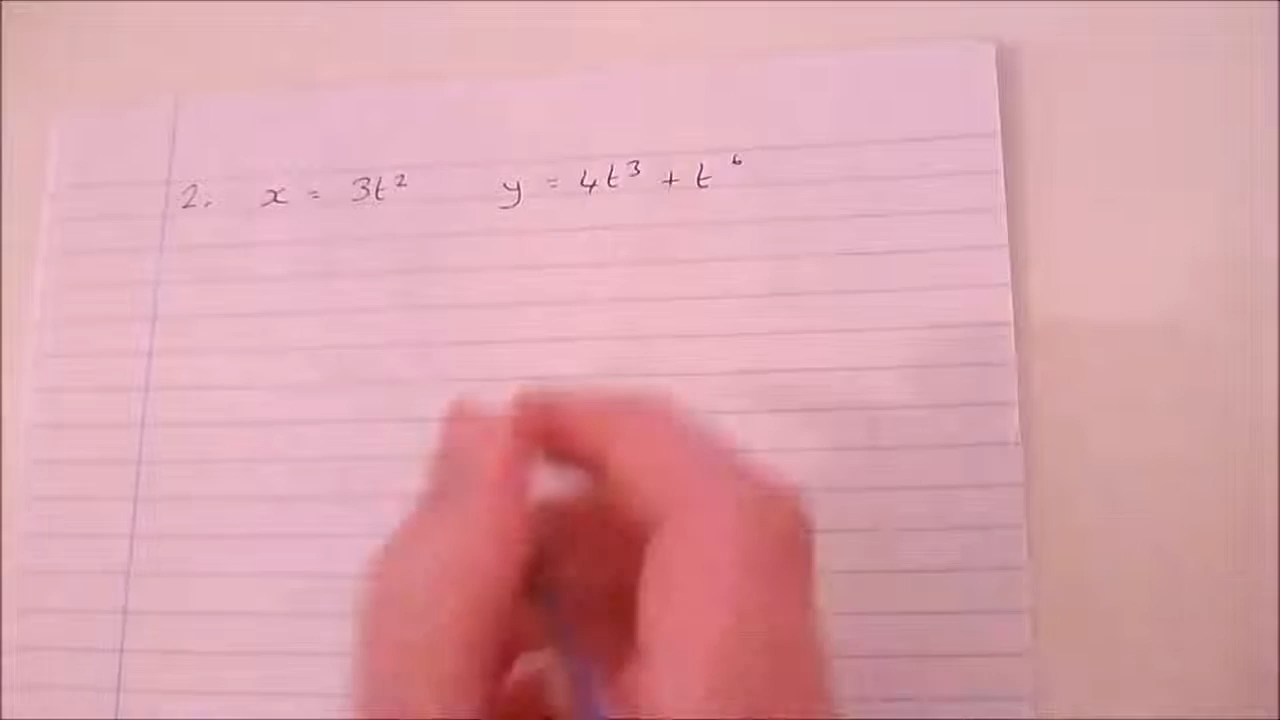 2. x = 3t² y = 4t³ + t⁶